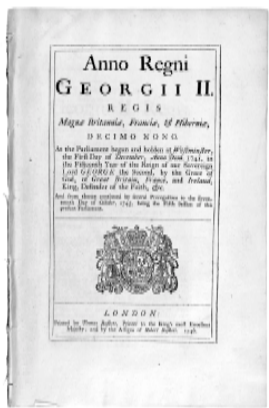 Anno Regni
GEORGII II.
REGIS
Magnæ Britanniæ, Franciæ, & Hiberniæ,
DECIMO NONO.
At the Parliament begun and holden at Westminster,
the First Day of December, Anno Dom. 1741. in
the Fifteenth Year of the Reign of our Sovereign
Lord GEORGE the Second, by the Grace of
God, of Great Britain, France, and Ireland,
King, Defender of the Faith, &c.
And from thence continued by several Prorogations to the
Day of October, 1745. being the Fifth Session of this
present Parliament.
LONDON:
Printed by Thomas Baskett, Printer to the King's most Excellent
Majesty; and by the Assigns of Robert Baskett. 1746.